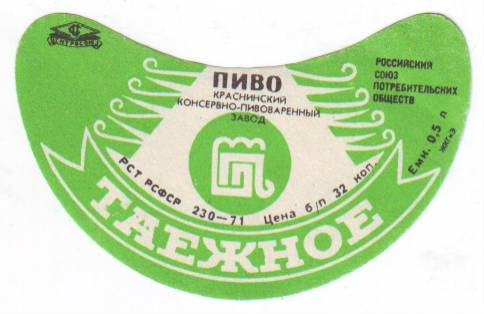 ЦЕНТРОСОЮЗ
ПИВО
КРАСНИНСКИЙ
КОНСЕРВНО-ПИВОВАРЕННЫЙ
ЗАВОД
РОССИЙСКИЙ
СОЮЗ
ПОТРЕБИТЕЛЬСКИХ
ОБЩЕСТВ
Емк. 0,5 л
РСТ РСФСР 230—71 Цена б/п 32 коп.
ТАЕЖНОЕ